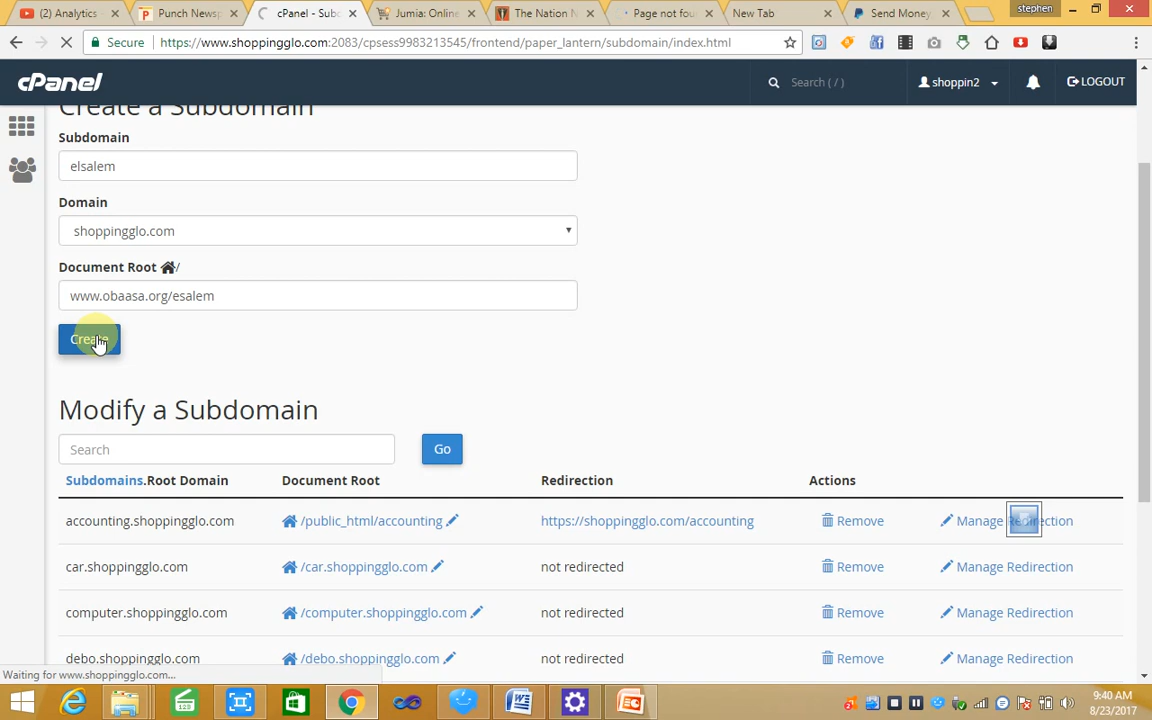 (2) Analytics
Punch Newsp
cPanel - Subd
Jumia: Online
The Nation N
Page not fou
New Tab
Send Money
stephen
Secure
https://www.shoppingglo.com:2083/cpsess9983213545/frontend/paper_lantern/subdomain/index.html
cPanel
Search ( / )
shoppin2
LOGOUT
Create a Subdomain
Subdomain
elsalem
Domain
shoppingglo.com
Document Root /
www.obaasa.org/esalem
Create
Modify a Subdomain
Search
Go
Subdomains.Root Domain Document Root Redirection Actions
accounting.shoppingglo.com /public_html/accounting https://shoppingglo.com/accounting Remove Manage Redirection
car.shoppingglo.com /car.shoppingglo.com not redirected Remove Manage Redirection
computer.shoppingglo.com /computer.shoppingglo.com not redirected Remove Manage Redirection
debo.shoppingglo.com /debo.shoppingglo.com not redirected Remove Manage Redirection
Waiting for www.shoppingglo.com...
9:40 AM
8/23/2017